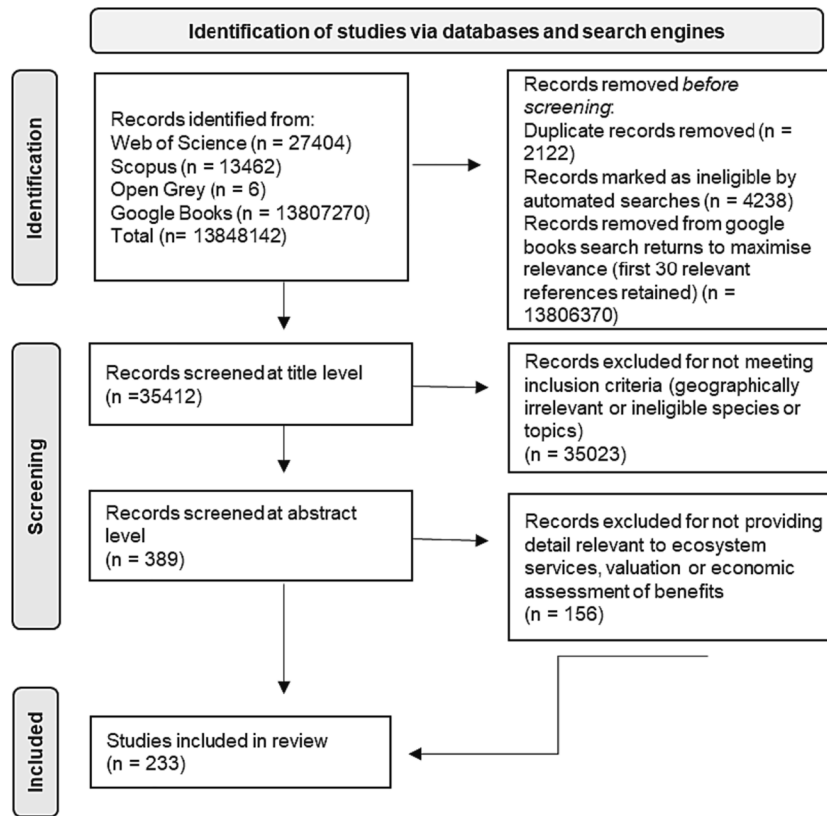 Identification of studies via databases and search engines
Identification
Records identified from:
Web of Science (n = 27404)
Scopus (n = 13462)
Open Grey (n = 6)
Google Books (n = 13807270)
Total (n= 13848142)
Records removed before
screening:
Duplicate records removed (n =
2122)
Records marked as ineligible by
automated searches (n = 4238)
Records removed from google
books search returns to maximise
relevance (first 30 relevant
references retained) (n =
13806370)
Screening
Records screened at title level
(n =35412)
Records excluded for not meeting
inclusion criteria (geographically
irrelevant or ineligible species or
topics)
(n = 35023)
Records screened at abstract
level
(n = 389)
Records excluded for not providing
detail relevant to ecosystem
services, valuation or economic
assessment of benefits
(n = 156)
Included
Studies included in review
(n = 233)